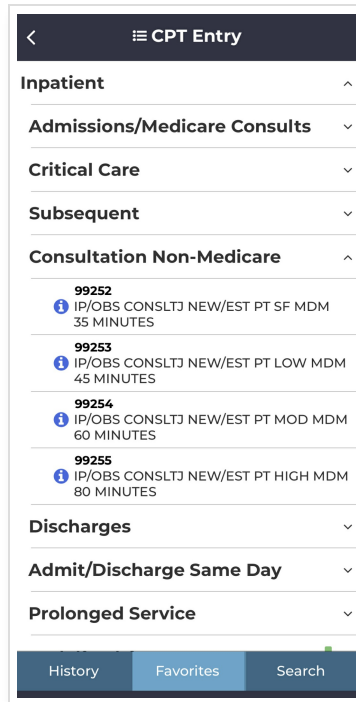 CPT Entry
Inpatient
Admissions/Medicare Consults
Critical Care
Subsequent
Consultation Non-Medicare
99252
IP/OBS CONSLTJ NEW/EST PT SF MDM
35 MINUTES
99253
IP/OBS CONSLTJ NEW/EST PT LOW MDM
45 MINUTES
99254
IP/OBS CONSLTJ NEW/EST PT MOD MDM
60 MINUTES
99255
IP/OBS CONSLTJ NEW/EST PT HIGH MDM
80 MINUTES
Discharges
Admit/Discharge Same Day
Prolonged Service
History Favorites Search